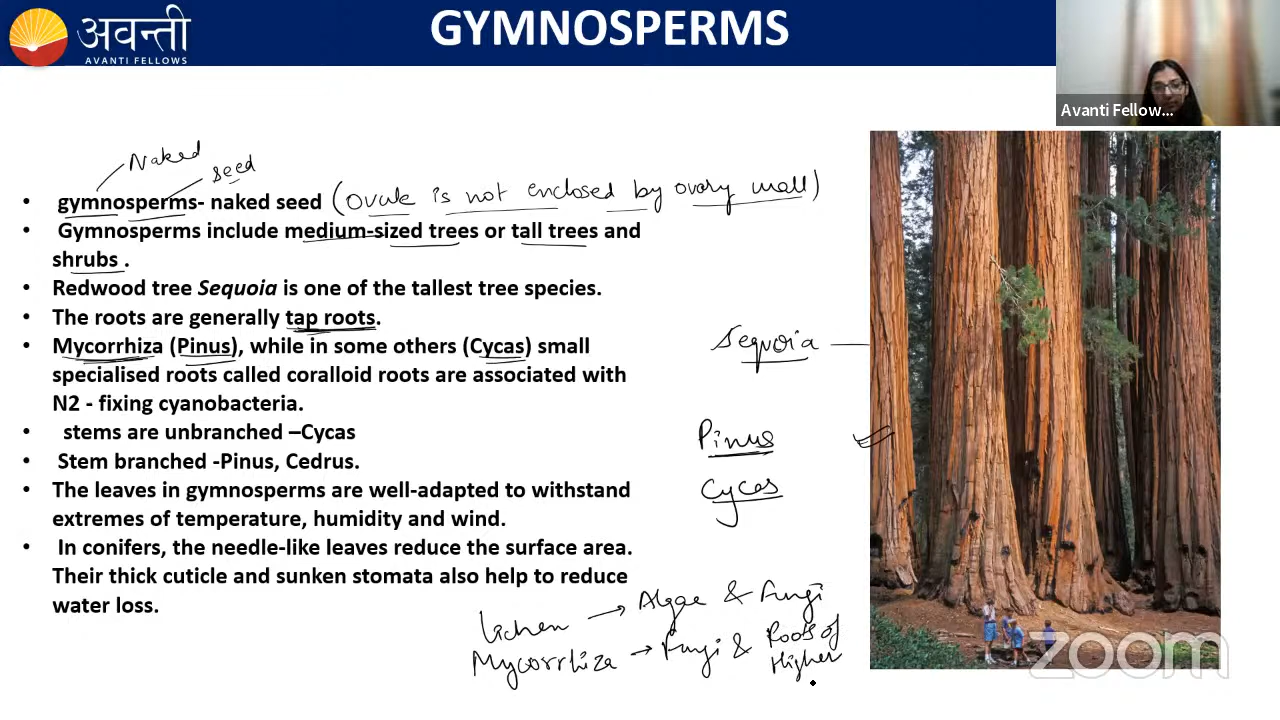 अवन्ती
AVANTI FELLOWS
GYMNOSPERMS
Avanti Fellow...
Naked
seed
• gymnosperms- naked seed (ovule is not enclosed by ovary wall)
• Gymnosperms include medium-sized trees or tall trees and
shrubs .
• Redwood tree Sequoia is one of the tallest tree species.
• The roots are generally tap roots.
• Mycorrhiza (Pinus), while in some others (Cycas) small
specialised roots called coralloid roots are associated with
N2 - fixing cyanobacteria.
• stems are unbranched –Cycas
• Stem branched -Pinus, Cedrus.
• The leaves in gymnosperms are well-adapted to withstand
extremes of temperature, humidity and wind.
• In conifers, the needle-like leaves reduce the surface area.
Their thick cuticle and sunken stomata also help to reduce
water loss.
Sequoia
Pinus
Cycas
Lichen → Algae & Fungi
Mycorrhiza → Fungi & Roots of
Higher
zoom